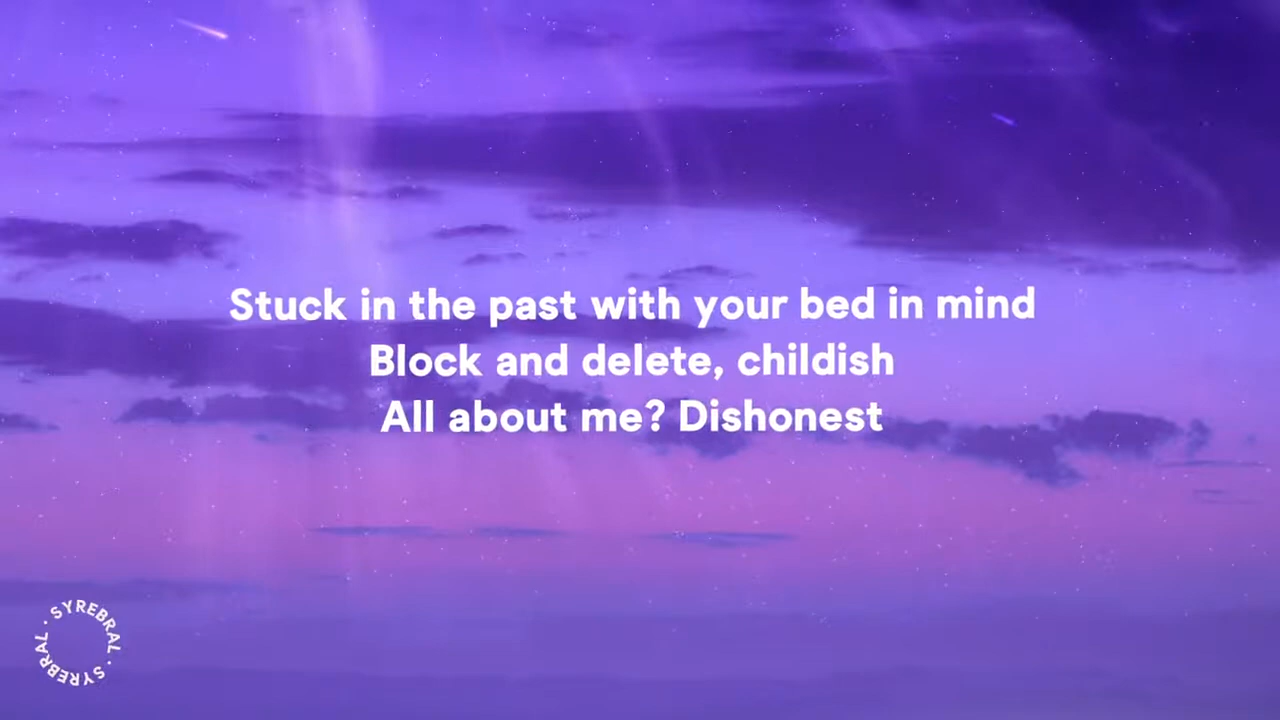 Stuck in the past with your bed in mind
Block and delete, childish
All about me? Dishonest
SYREBRAL · SYREBRAL ·